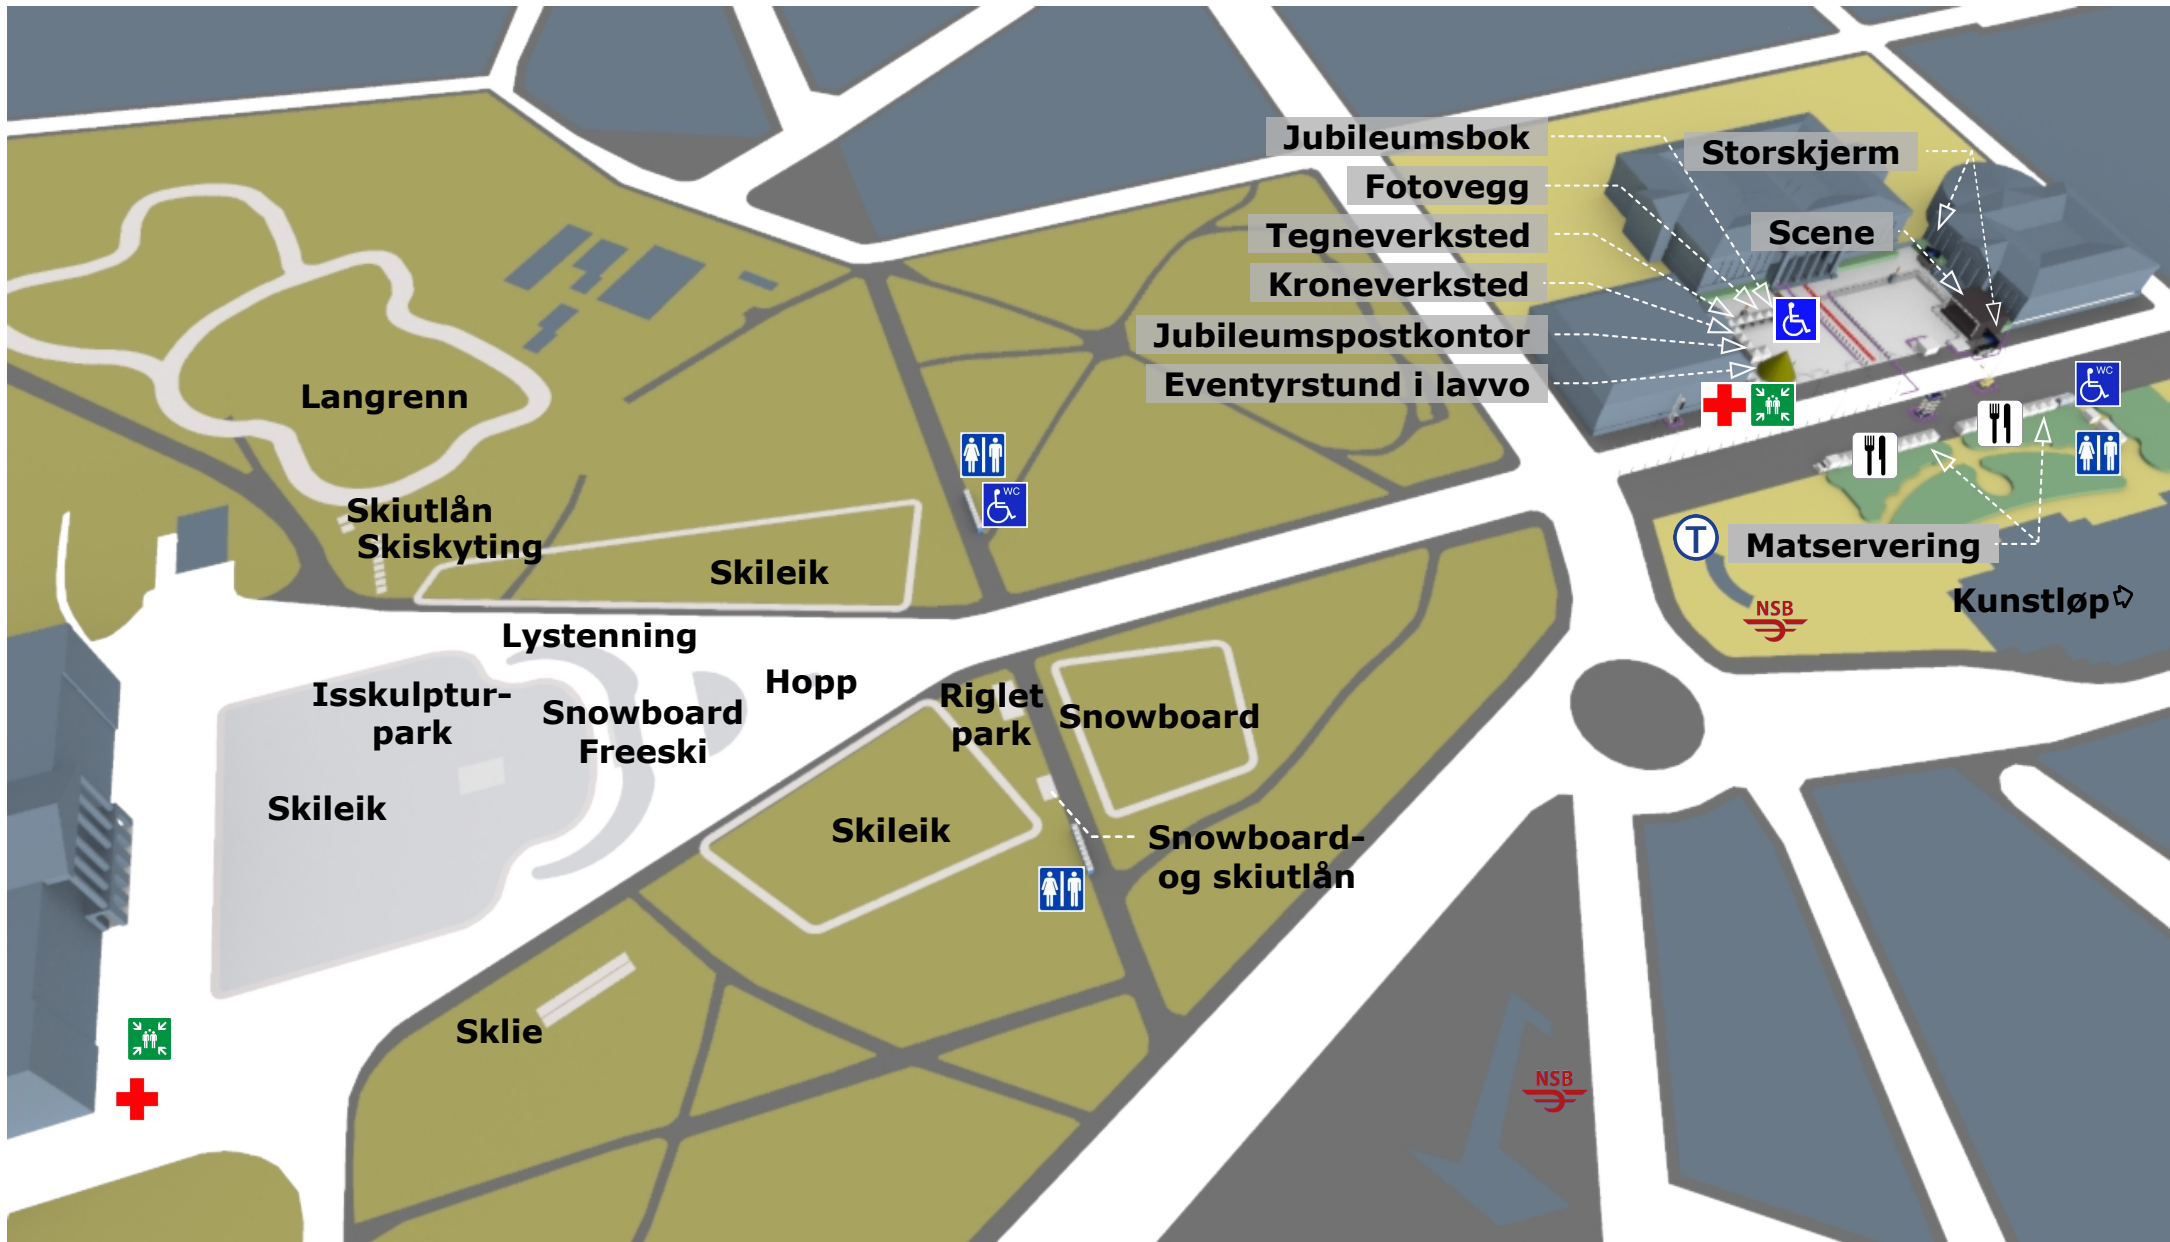 Jubileumsbok
Storskjerm
Fotovegg
Tegneverksted
Scene
Kroneverksted
Jubileumspostkontor
Eventyrstund i lavvo
WC
Langrenn
WC
Skiutlån
Skiskyting
T
Matservering
Skileik
Kunstløp
NSB
Lystenning
Isskulptur-
park
Hopp
Snowboard
Freeski
Riglet
park
Snowboard
Skileik
Skileik
Snowboard-
og skiutlån
Sklie
NSB